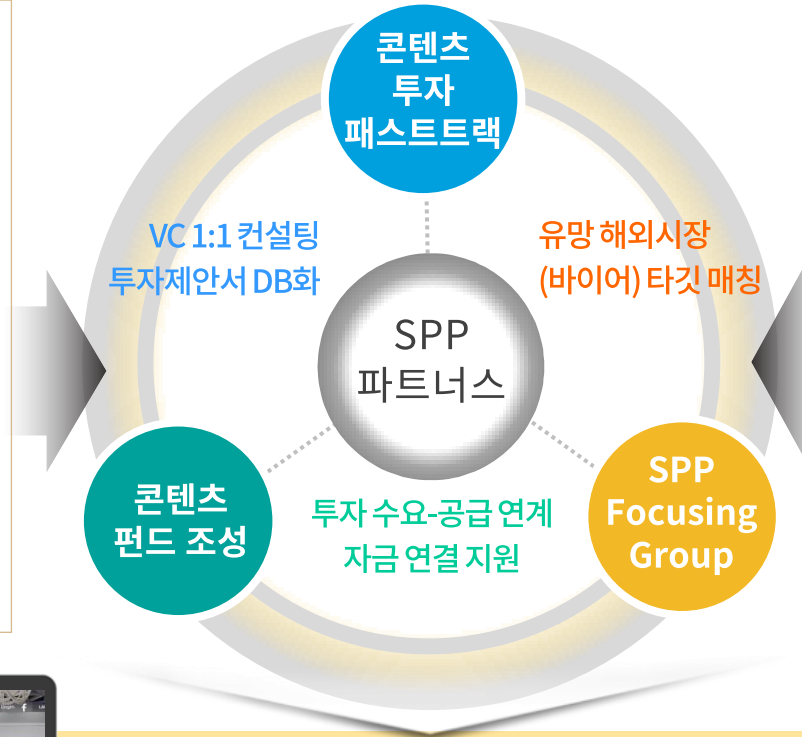 콘텐츠
투자
패스트트랙
VC 1:1 컨설팅
투자제안서 DB화
유망 해외시장
(바이어) 타깃 매칭
SPP
파트너스
콘텐츠
펀드 조성
투자 수요-공급 연계
자금 연결 지원
SPP
Focusing
Group